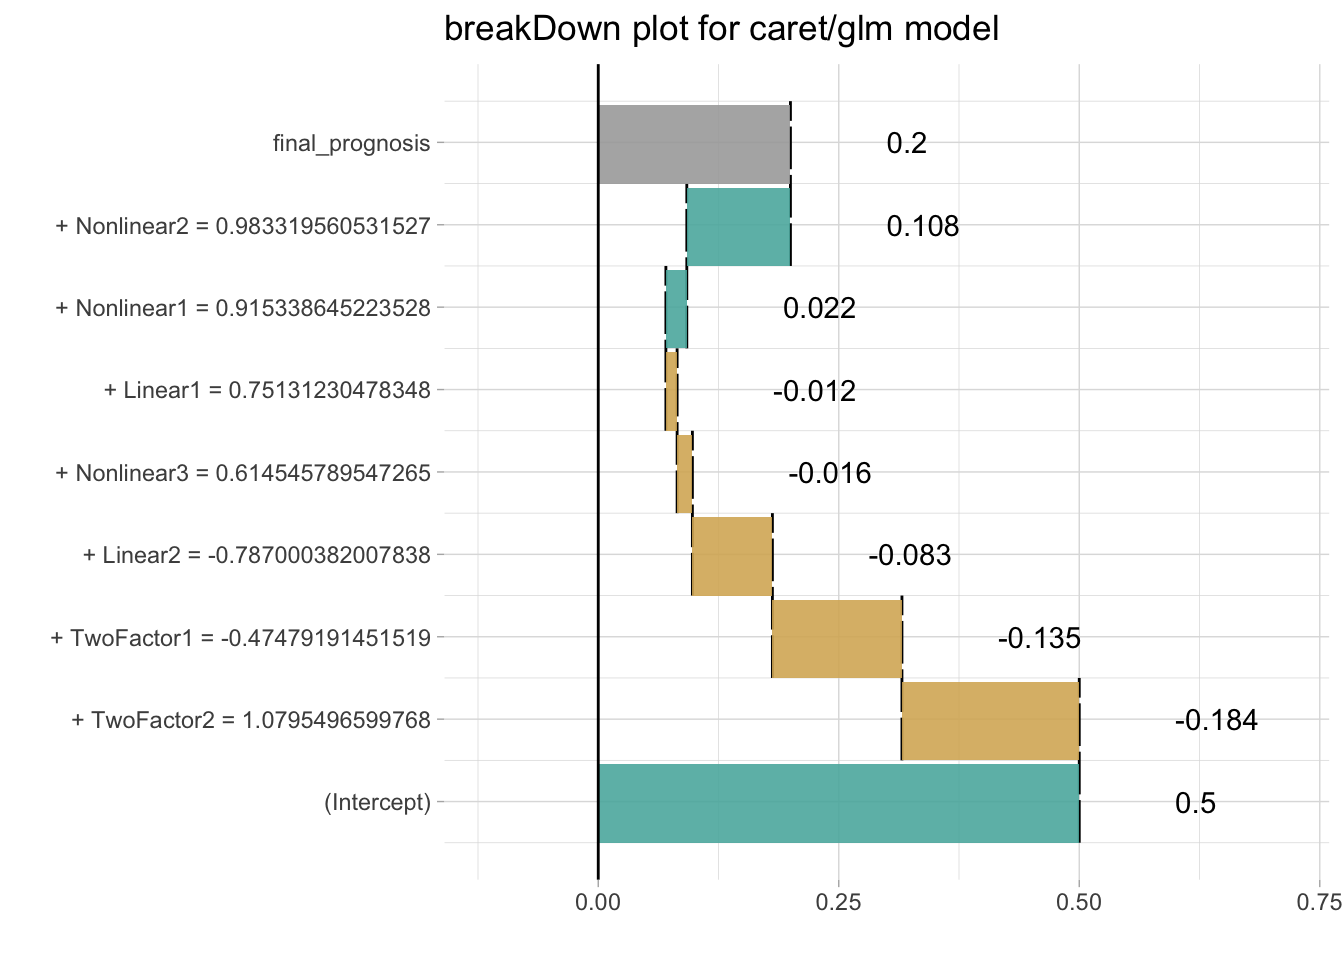 breakDown plot for caret/glm model
final_prognosis
0.2
+ Nonlinear2 = 0.983319560531527
0.108
+ Nonlinear1 = 0.915338645223528
0.022
+ Linear1 = 0.75131230478348
-0.012
+ Nonlinear3 = 0.614545789547265
-0.016
+ Linear2 = -0.787000382007838
-0.083
+ TwoFactor1 = -0.47479191451519
-0.135
+ TwoFactor2 = 1.0795496599768
-0.184
(Intercept)
0.5
0.00 0.25 0.50 0.75